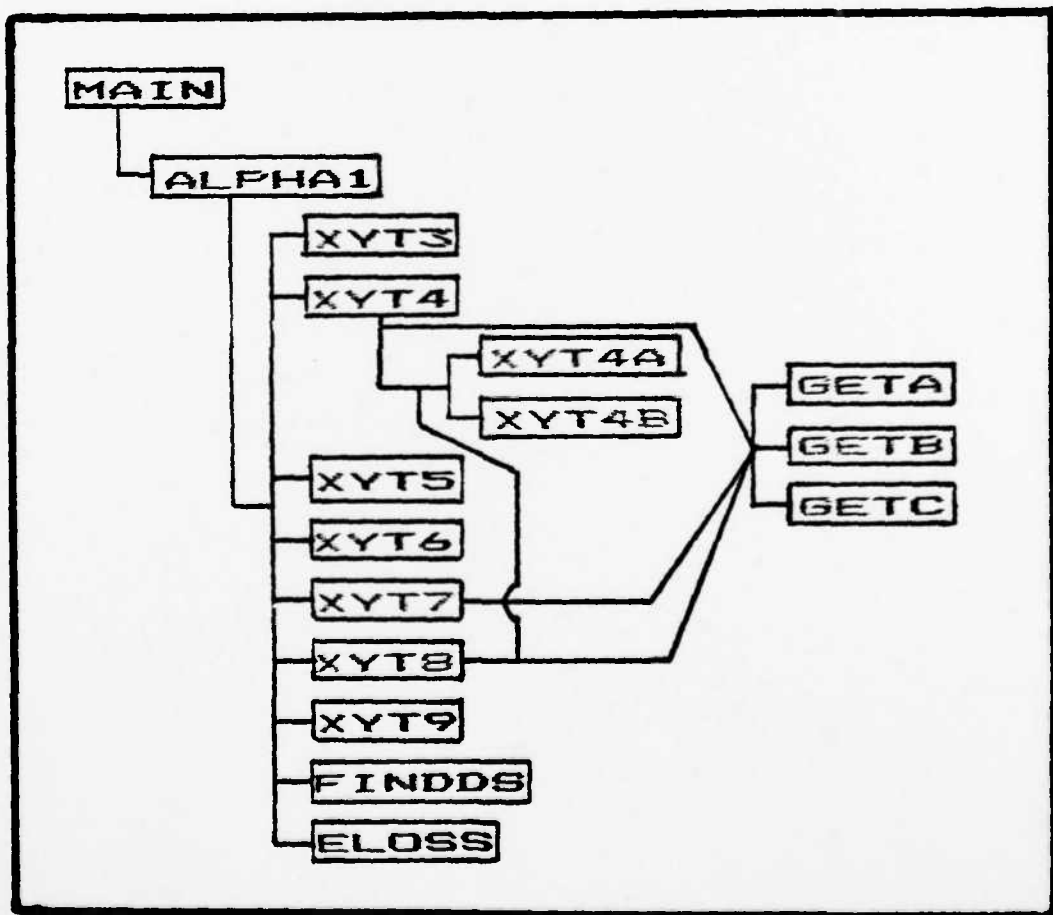 MAIN
ALPHA1
XYT3
XYT4
XYT4A
XYT4B
GETA
GETB
GETC
XYT5
XYT6
XYT7
XYT8
XYT9
FINDDS
ELOSS